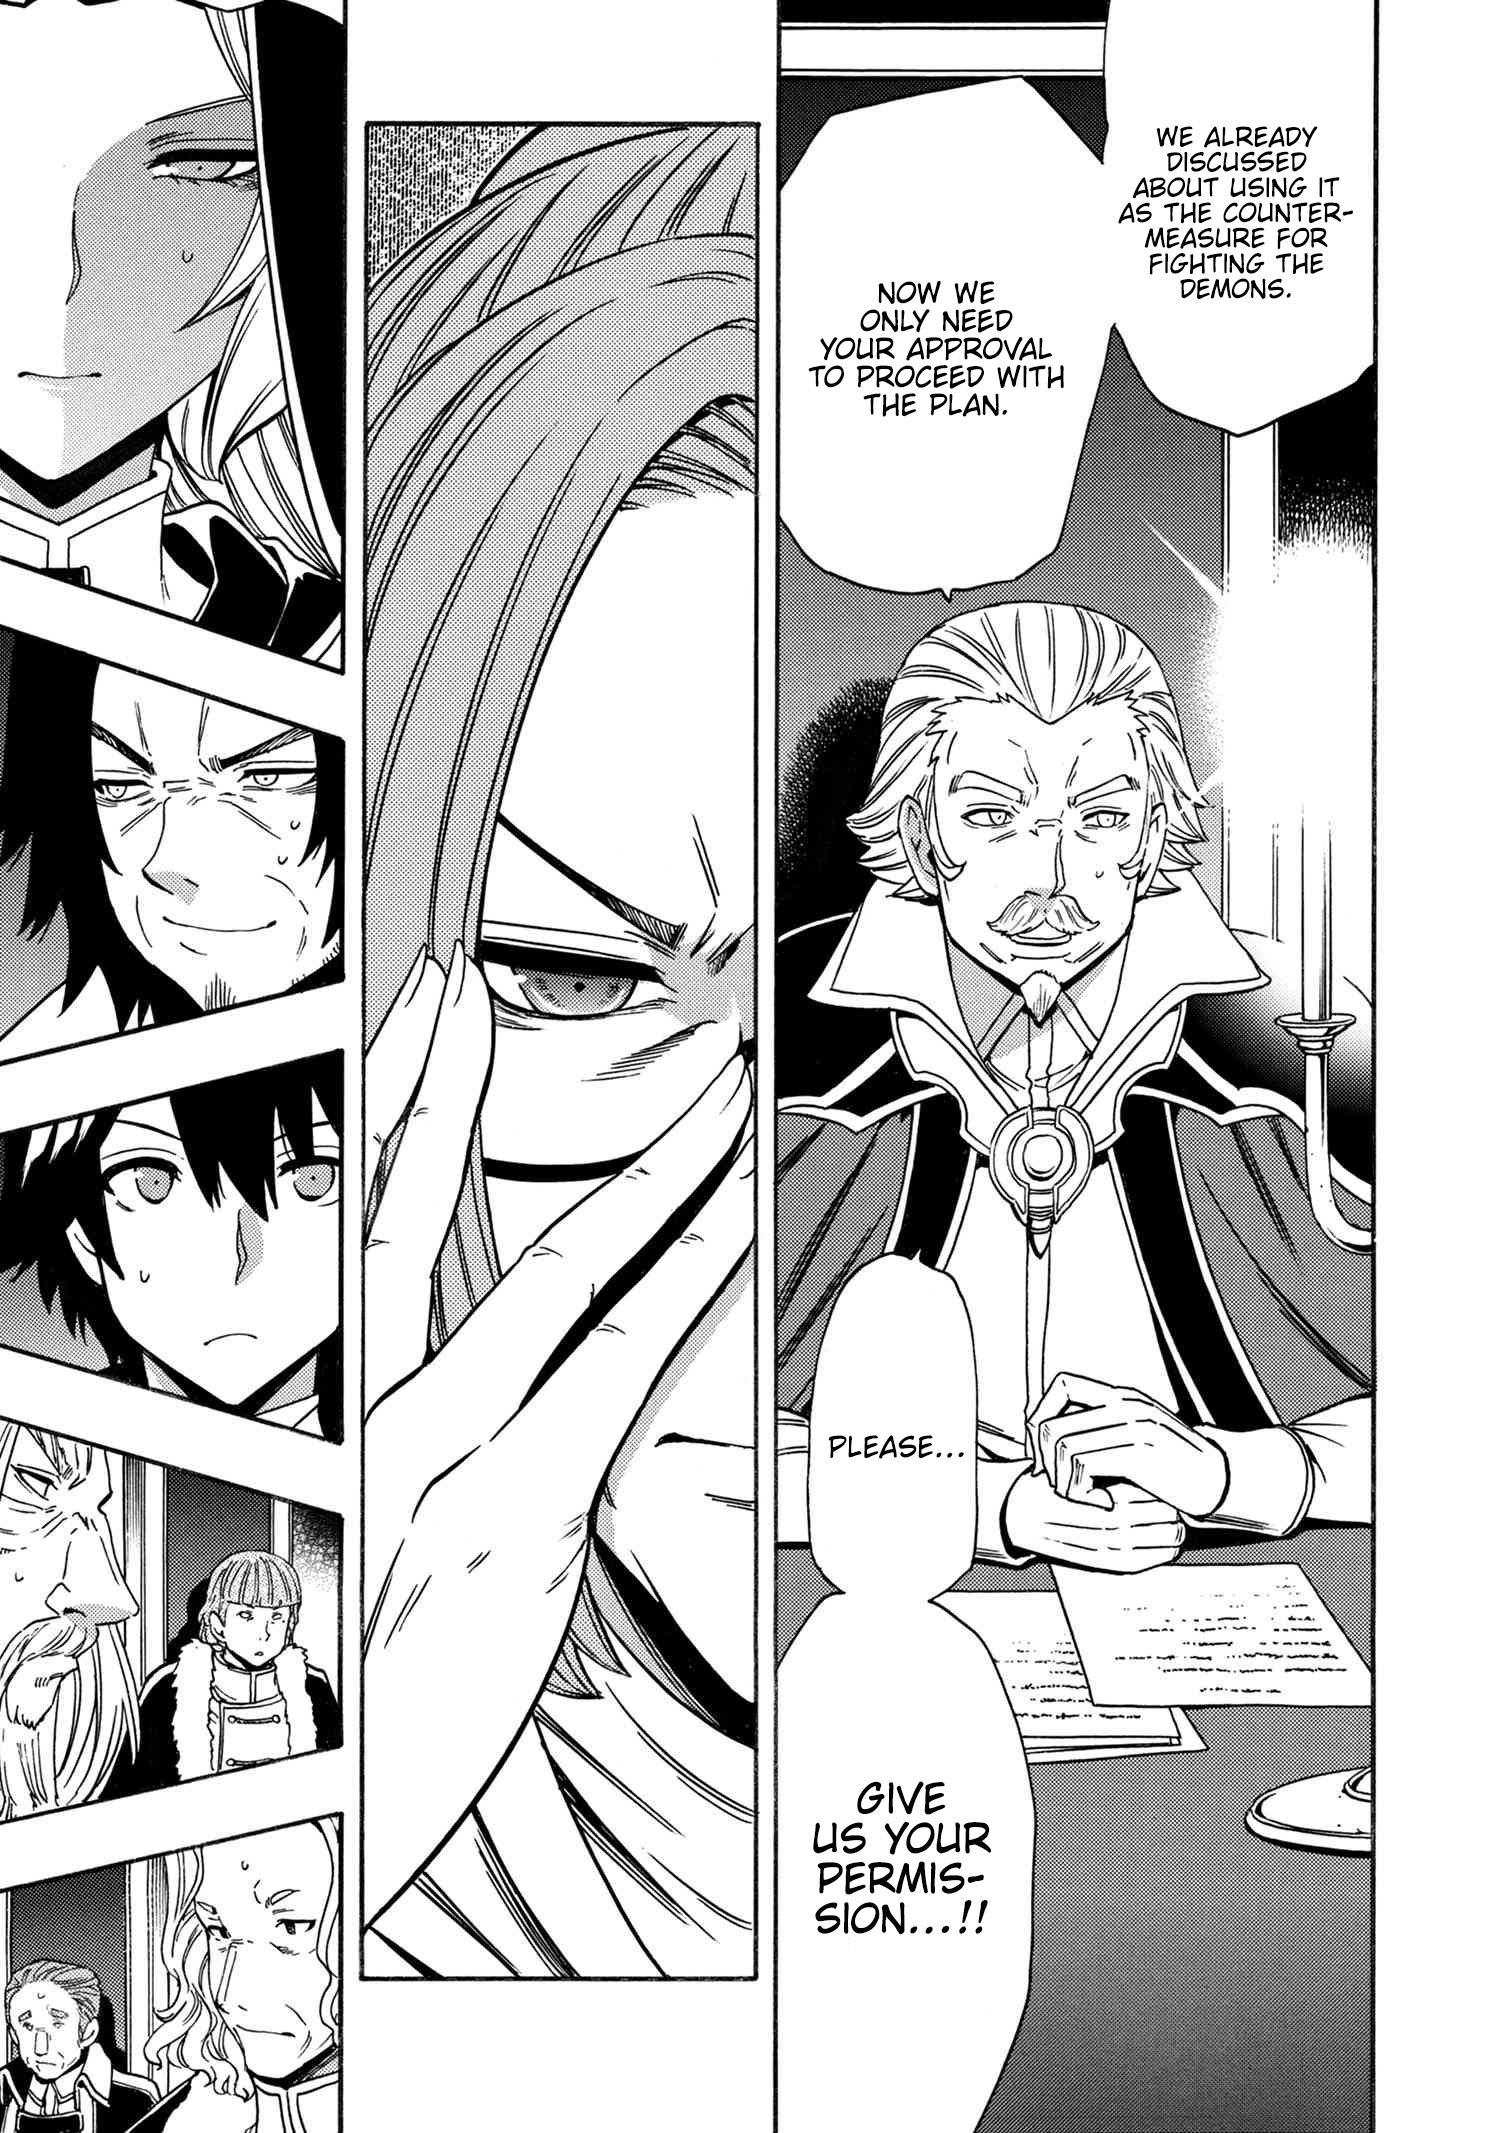 WE ALREADY
DISCUSSED
ABOUT USING IT
AS THE COUNTER-
MEASURE FOR
FIGHTING THE
DEMONS.
NOW WE
ONLY NEED
YOUR APPROVAL
TO PROCEED WITH
THE PLAN.
PLEASE...
GIVE
US YOUR
PERMIS-
SION...!!